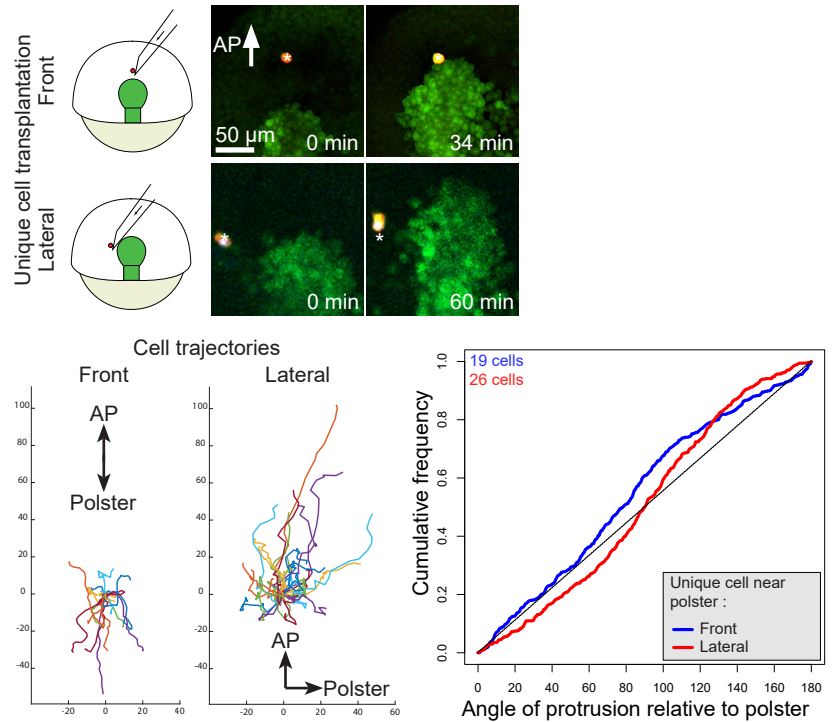 Unique cell transplantation
Front
Lateral
AP
50 µm
0 min
34 min
*
*
0 min
60 min
*
*
Cell trajectories
Front
Lateral
AP
Polster
100
80
60
40
20
0
-20
-40
-20
0
20
40
100
80
60
40
20
0
-20
-40
-20
0
20
40
60
AP
Polster
19 cells
26 cells
Cumulative frequency
1.0
0.8
0.6
0.4
0.2
0.0
0
20
40
60
80
100
120
140
160
180
Angle of protrusion relative to polster
Unique cell near
polster :
Front
Lateral